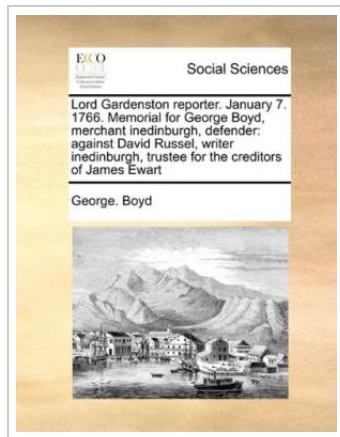 ECCO
Social Sciences
Lord Gardenston reporter. January 7.
1766. Memorial for George Boyd,
merchant inedinburgh, defender:
against David Russel, writer
inedinburgh, trustee for the creditors
of James Ewart
George. Boyd